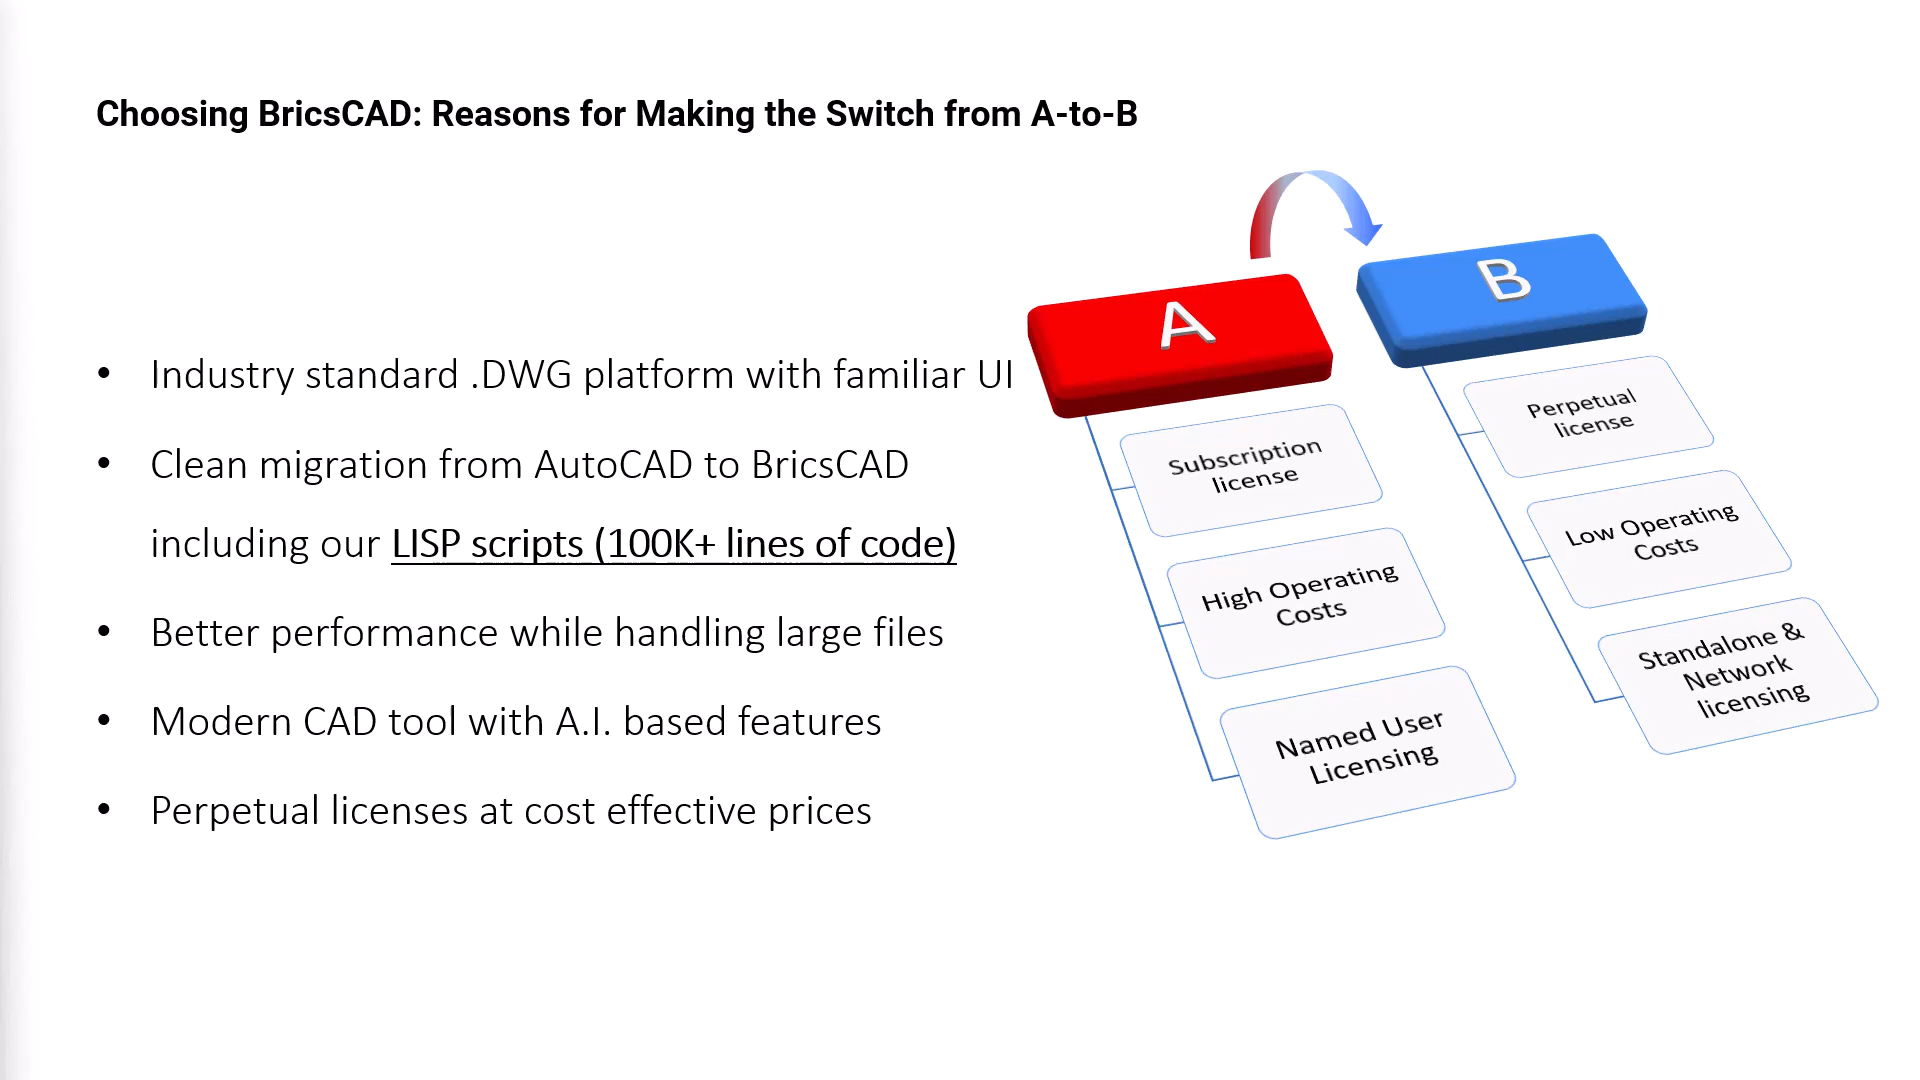 Choosing BricsCAD: Reasons for Making the Switch from A-to-B
• Industry standard .DWG platform with familiar UI
• Clean migration from AutoCAD to BricsCAD
including our LISP scripts (100K+ lines of code)
• Better performance while handling large files
• Modern CAD tool with A.I. based features
• Perpetual licenses at cost effective prices
A
Subscription
license
High Operating
Costs
Named User
Licensing
B
Perpetual
license
Low Operating
Costs
Standalone &
Network
licensing